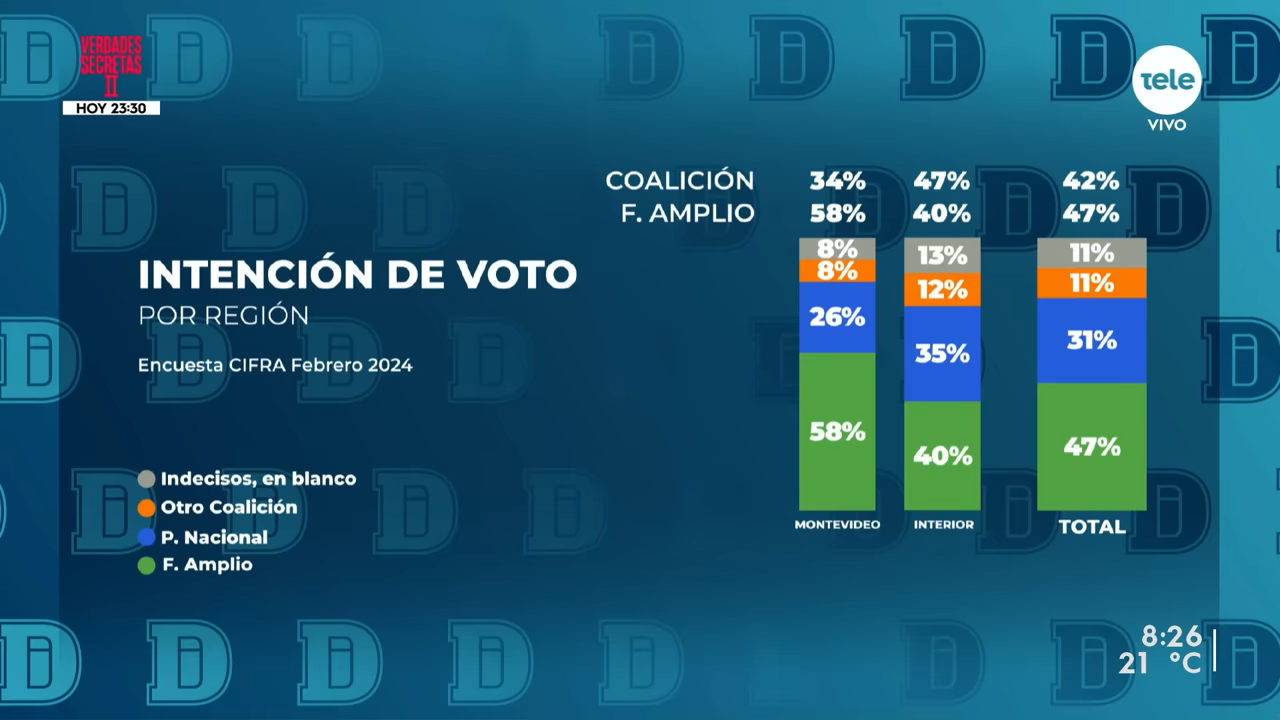 VERDADES
SECRETAS
II
HOY 23:30
tele
VIVO
COALICIÓN 34% 47% 42%
F. AMPLIO 58% 40% 47%
INTENCIÓN DE VOTO
POR REGIÓN
Encuesta CIFRA Febrero 2024
8% 13% 11%
8% 12% 11%
26% 35% 31%
58% 40% 47%
MONTEVIDEO INTERIOR TOTAL
Indecisos, en blanco
Otro Coalición
P. Nacional
F. Amplio
8:26
21 °C